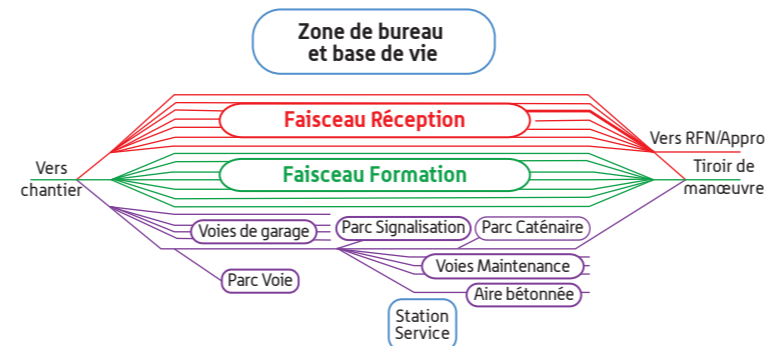 Zone de bureau
et base de vie
Faisceau Réception
Vers RFN/Appro
Vers
chantier
Faisceau Formation
Tiroir de
manœuvre
Voies de garage
Parc Signalisation
Parc Caténaire
Voies Maintenance
Parc Voie
Aire bétonnée
Station
Service